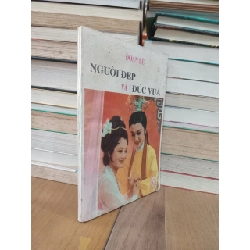 NGƯỜI ĐẸP
VÀ ĐỨC VUA